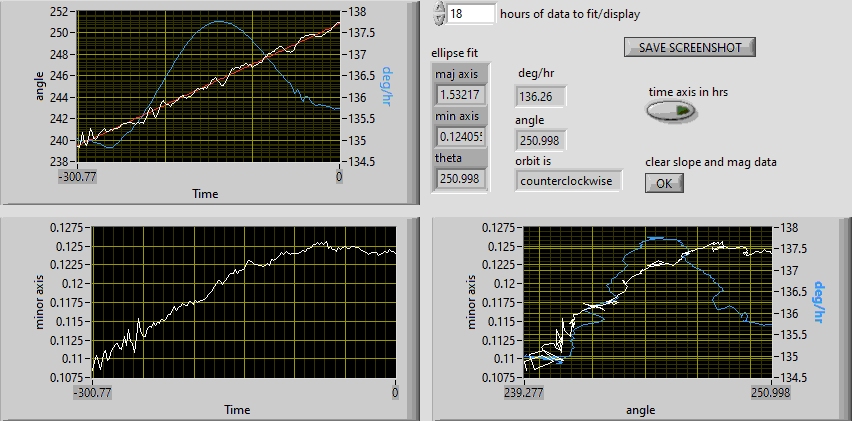 252
250
248
246
244
242
240
238
angle
138
137.5
137
136.5
136
135.5
135
134.5
deg/hr
-300.77
0
Time
18 hours of data to fit/display
SAVE SCREENSHOT
ellipse fit
maj axis
1.53217
min axis
0.12405
theta
250.998
deg/hr
136.26
angle
250.998
orbit is
counterclockwise
time axis in hrs
clear slope and mag data
OK
0.1275
0.125
0.1225
0.12
0.1175
0.115
0.1125
0.11
0.1075
minor axis
-300.77
0
Time
0.1275
0.125
0.1225
0.12
0.1175
0.115
0.1125
0.11
0.1075
minor axis
138
137.5
137
136.5
136
135.5
135
134.5
deg/hr
239.277
250.998
angle